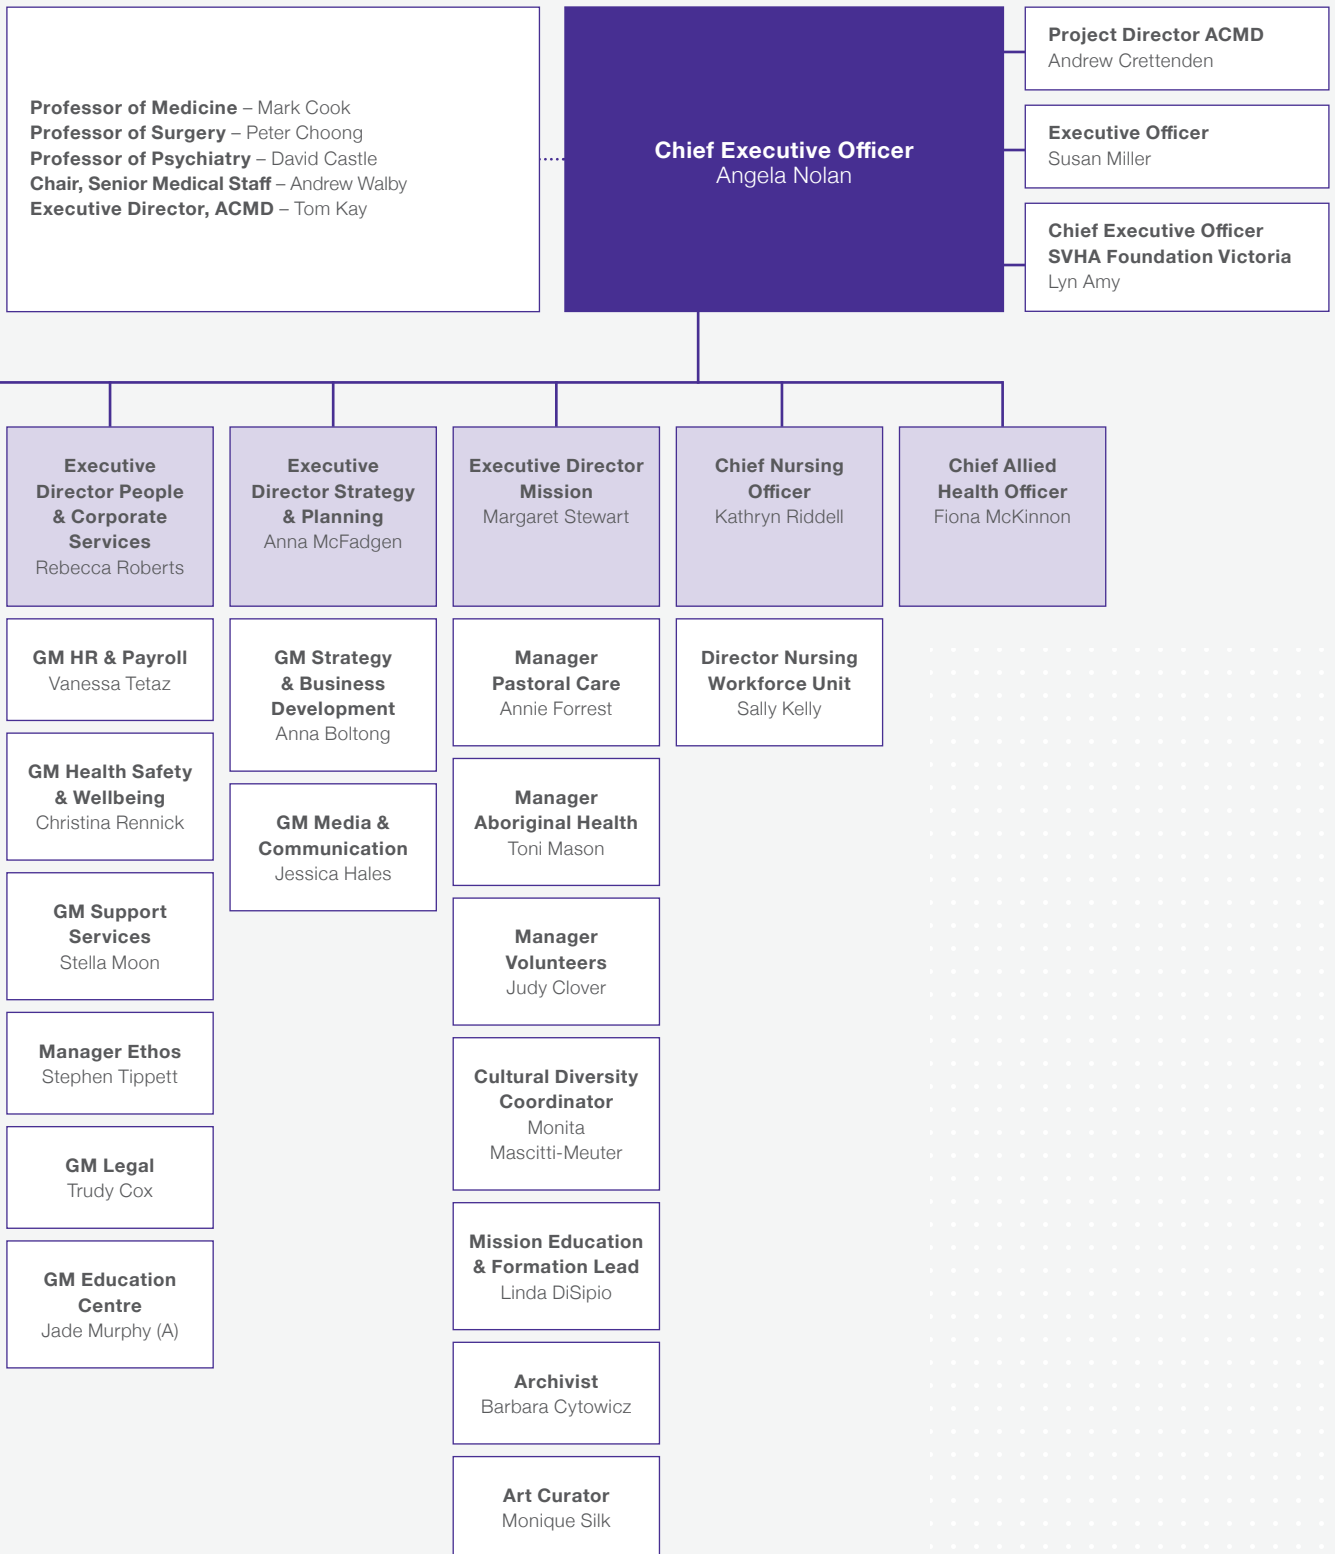 Professor of Medicine – Mark Cook
Professor of Surgery – Peter Choong
Professor of Psychiatry – David Castle
Chair, Senior Medical Staff – Andrew Walby
Executive Director, ACMD – Tom Kay
Chief Executive Officer
Angela Nolan
Project Director ACMD
Andrew Crettenden
Executive Officer
Susan Miller
Chief Executive Officer
SVHA Foundation Victoria
Lyn Amy
Executive
Director People
& Corporate
Services
Rebecca Roberts
GM HR & Payroll
Vanessa Tetaz
GM Health Safety
& Wellbeing
Christina Rennick
GM Support
Services
Stella Moon
Manager Ethos
Stephen Tippett
GM Legal
Trudy Cox
GM Education
Centre
Jade Murphy (A)
Executive
Director Strategy
& Planning
Anna McFadgen
GM Strategy
& Business
Development
Anna Boltong
GM Media &
Communication
Jessica Hales
Executive Director
Mission
Margaret Stewart
Manager
Pastoral Care
Annie Forrest
Manager
Aboriginal Health
Toni Mason
Manager
Volunteers
Judy Clover
Cultural Diversity
Coordinator
Monita
Mascitti-Meuter
Mission Education
& Formation Lead
Linda DiSipio
Archivist
Barbara Cytowicz
Art Curator
Monique Silk
Chief Nursing
Officer
Kathryn Riddell
Director Nursing
Workforce Unit
Sally Kelly
Chief Allied
Health Officer
Fiona McKinnon